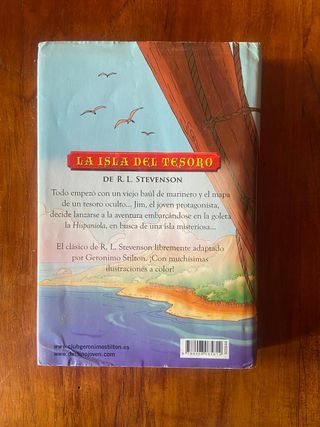 LA ISLA DEL TESORO
DE R. L. STEVENSON
Todo empezó con un viejo baúl de marinero y el mapa
de un tesoro oculto... Jim, el joven protagonista,
decide lanzarse a la aventura embarcándose en la goleta
la Hispaniola, en busca de una isla misteriosa...
El clásico de R. L. Stevenson libremente adaptado
por Geronimo Stilton. ¡Con muchísimas
ilustraciones a color!
www.clubgeronimostilton.es
www.destinojoven.com